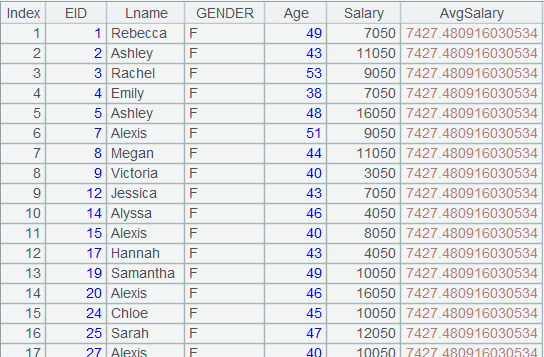 Index EID Lname GENDER Age Salary AvgSalary
1 1 Rebecca F 49 7050 7427.480916030534
2 2 Ashley F 43 11050 7427.480916030534
3 3 Rachel F 53 9050 7427.480916030534
4 4 Emily F 38 7050 7427.480916030534
5 5 Ashley F 48 16050 7427.480916030534
6 7 Alexis F 51 9050 7427.480916030534
7 8 Megan F 44 11050 7427.480916030534
8 9 Victoria F 40 3050 7427.480916030534
9 12 Jessica F 43 7050 7427.480916030534
10 14 Alyssa F 46 4050 7427.480916030534
11 15 Alexis F 40 8050 7427.480916030534
12 17 Hannah F 43 4050 7427.480916030534
13 19 Samantha F 49 10050 7427.480916030534
14 20 Alexis F 46 16050 7427.480916030534
15 24 Chloe F 45 10050 7427.480916030534
16 25 Sarah F 47 12050 7427.480916030534
17 27 Alexis F 40 10050 7427.480916030534